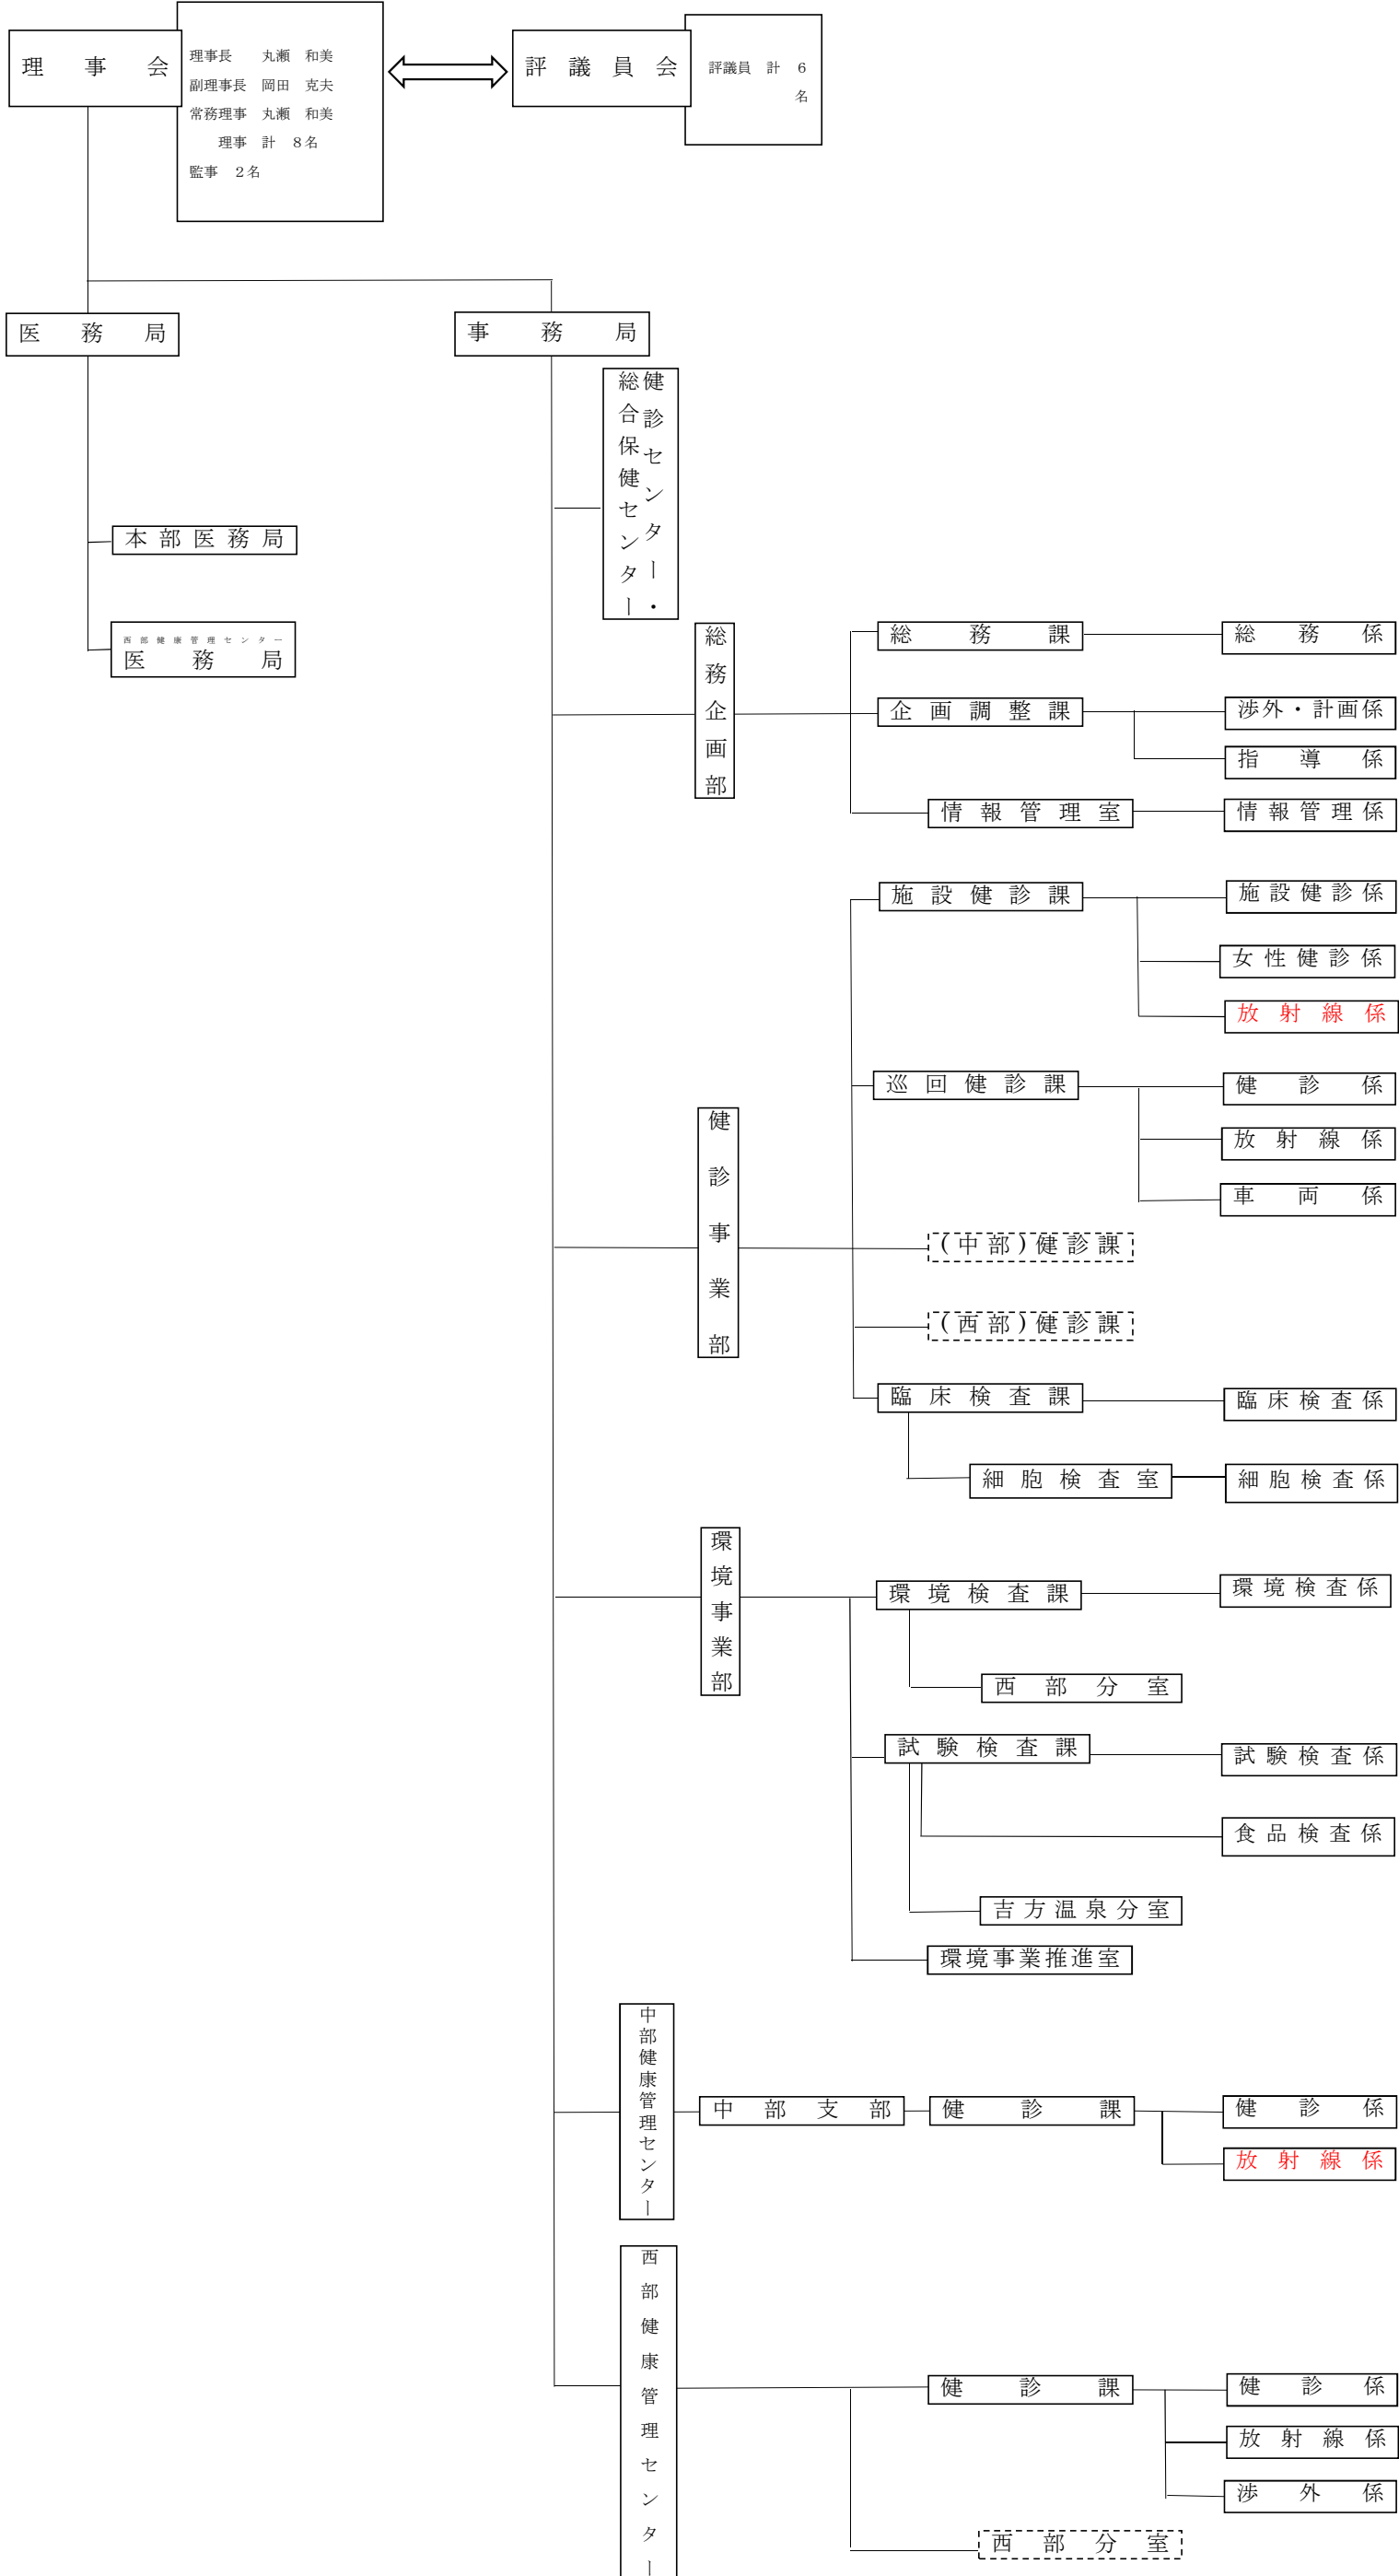 理事会
理事長　丸瀬　和美
副理事長　岡田　克夫
常務理事　丸瀬　和美
理事　計　８名
監事　２名
評議員会
評議員　計　６
名
医務局
事務局
健診センター・
総合保健センター
本部医務局
西部健康管理センター
医務局
総務企画部
総務課
総務係
企画調整課
渉外・計画係
指導係
情報管理室
情報管理係
健診事業部
施設健診課
施設健診係
女性健診係
放射線係
巡回健診課
健診係
放射線係
車両係
(中部)健診課
(西部)健診課
臨床検査課
臨床検査係
細胞検査室
細胞検査係
環境事業部
環境検査課
環境検査係
西部分室
試験検査課
試験検査係
食品検査係
吉方温泉分室
環境事業推進室
中部健康管理センター
中部支部
健診課
健診係
放射線係
西部健康管理センター
健診課
健診係
放射線係
渉外係
西部分室